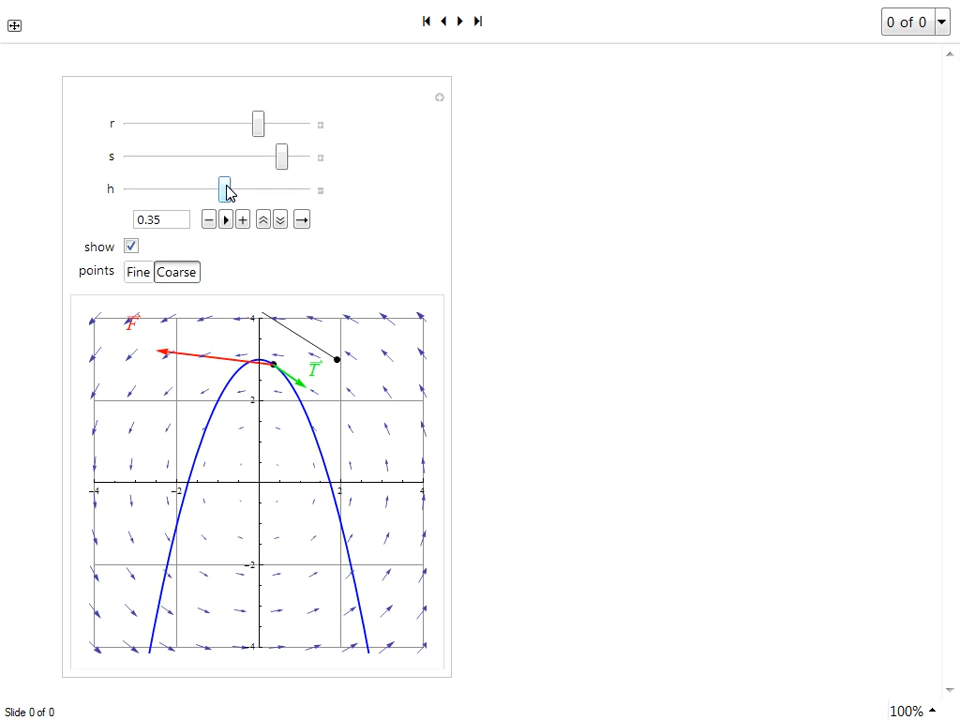 0 of 0
r
s
h
0.35
show
points Fine Coarse
F
4
T
2
-4
-2
2
4
-2
-4
Slide 0 of 0
100%